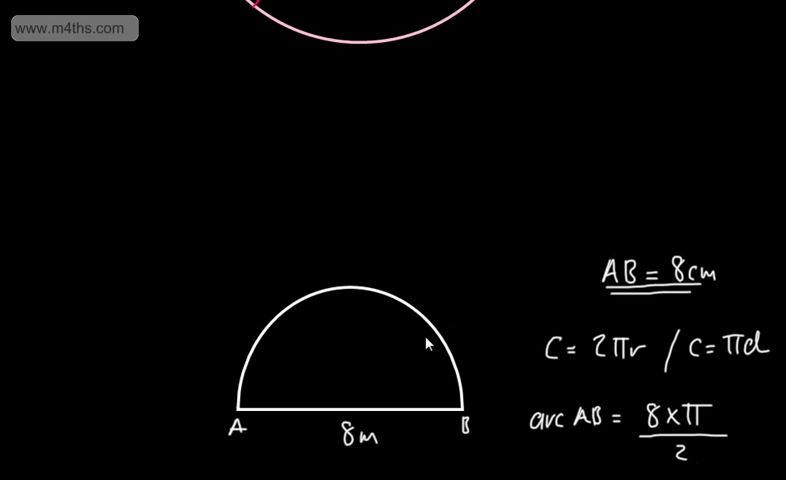 www.m4ths.com
AB = 8cm
C = 2πr / C = πd
arc AB = 8×π
2
A
B
8m